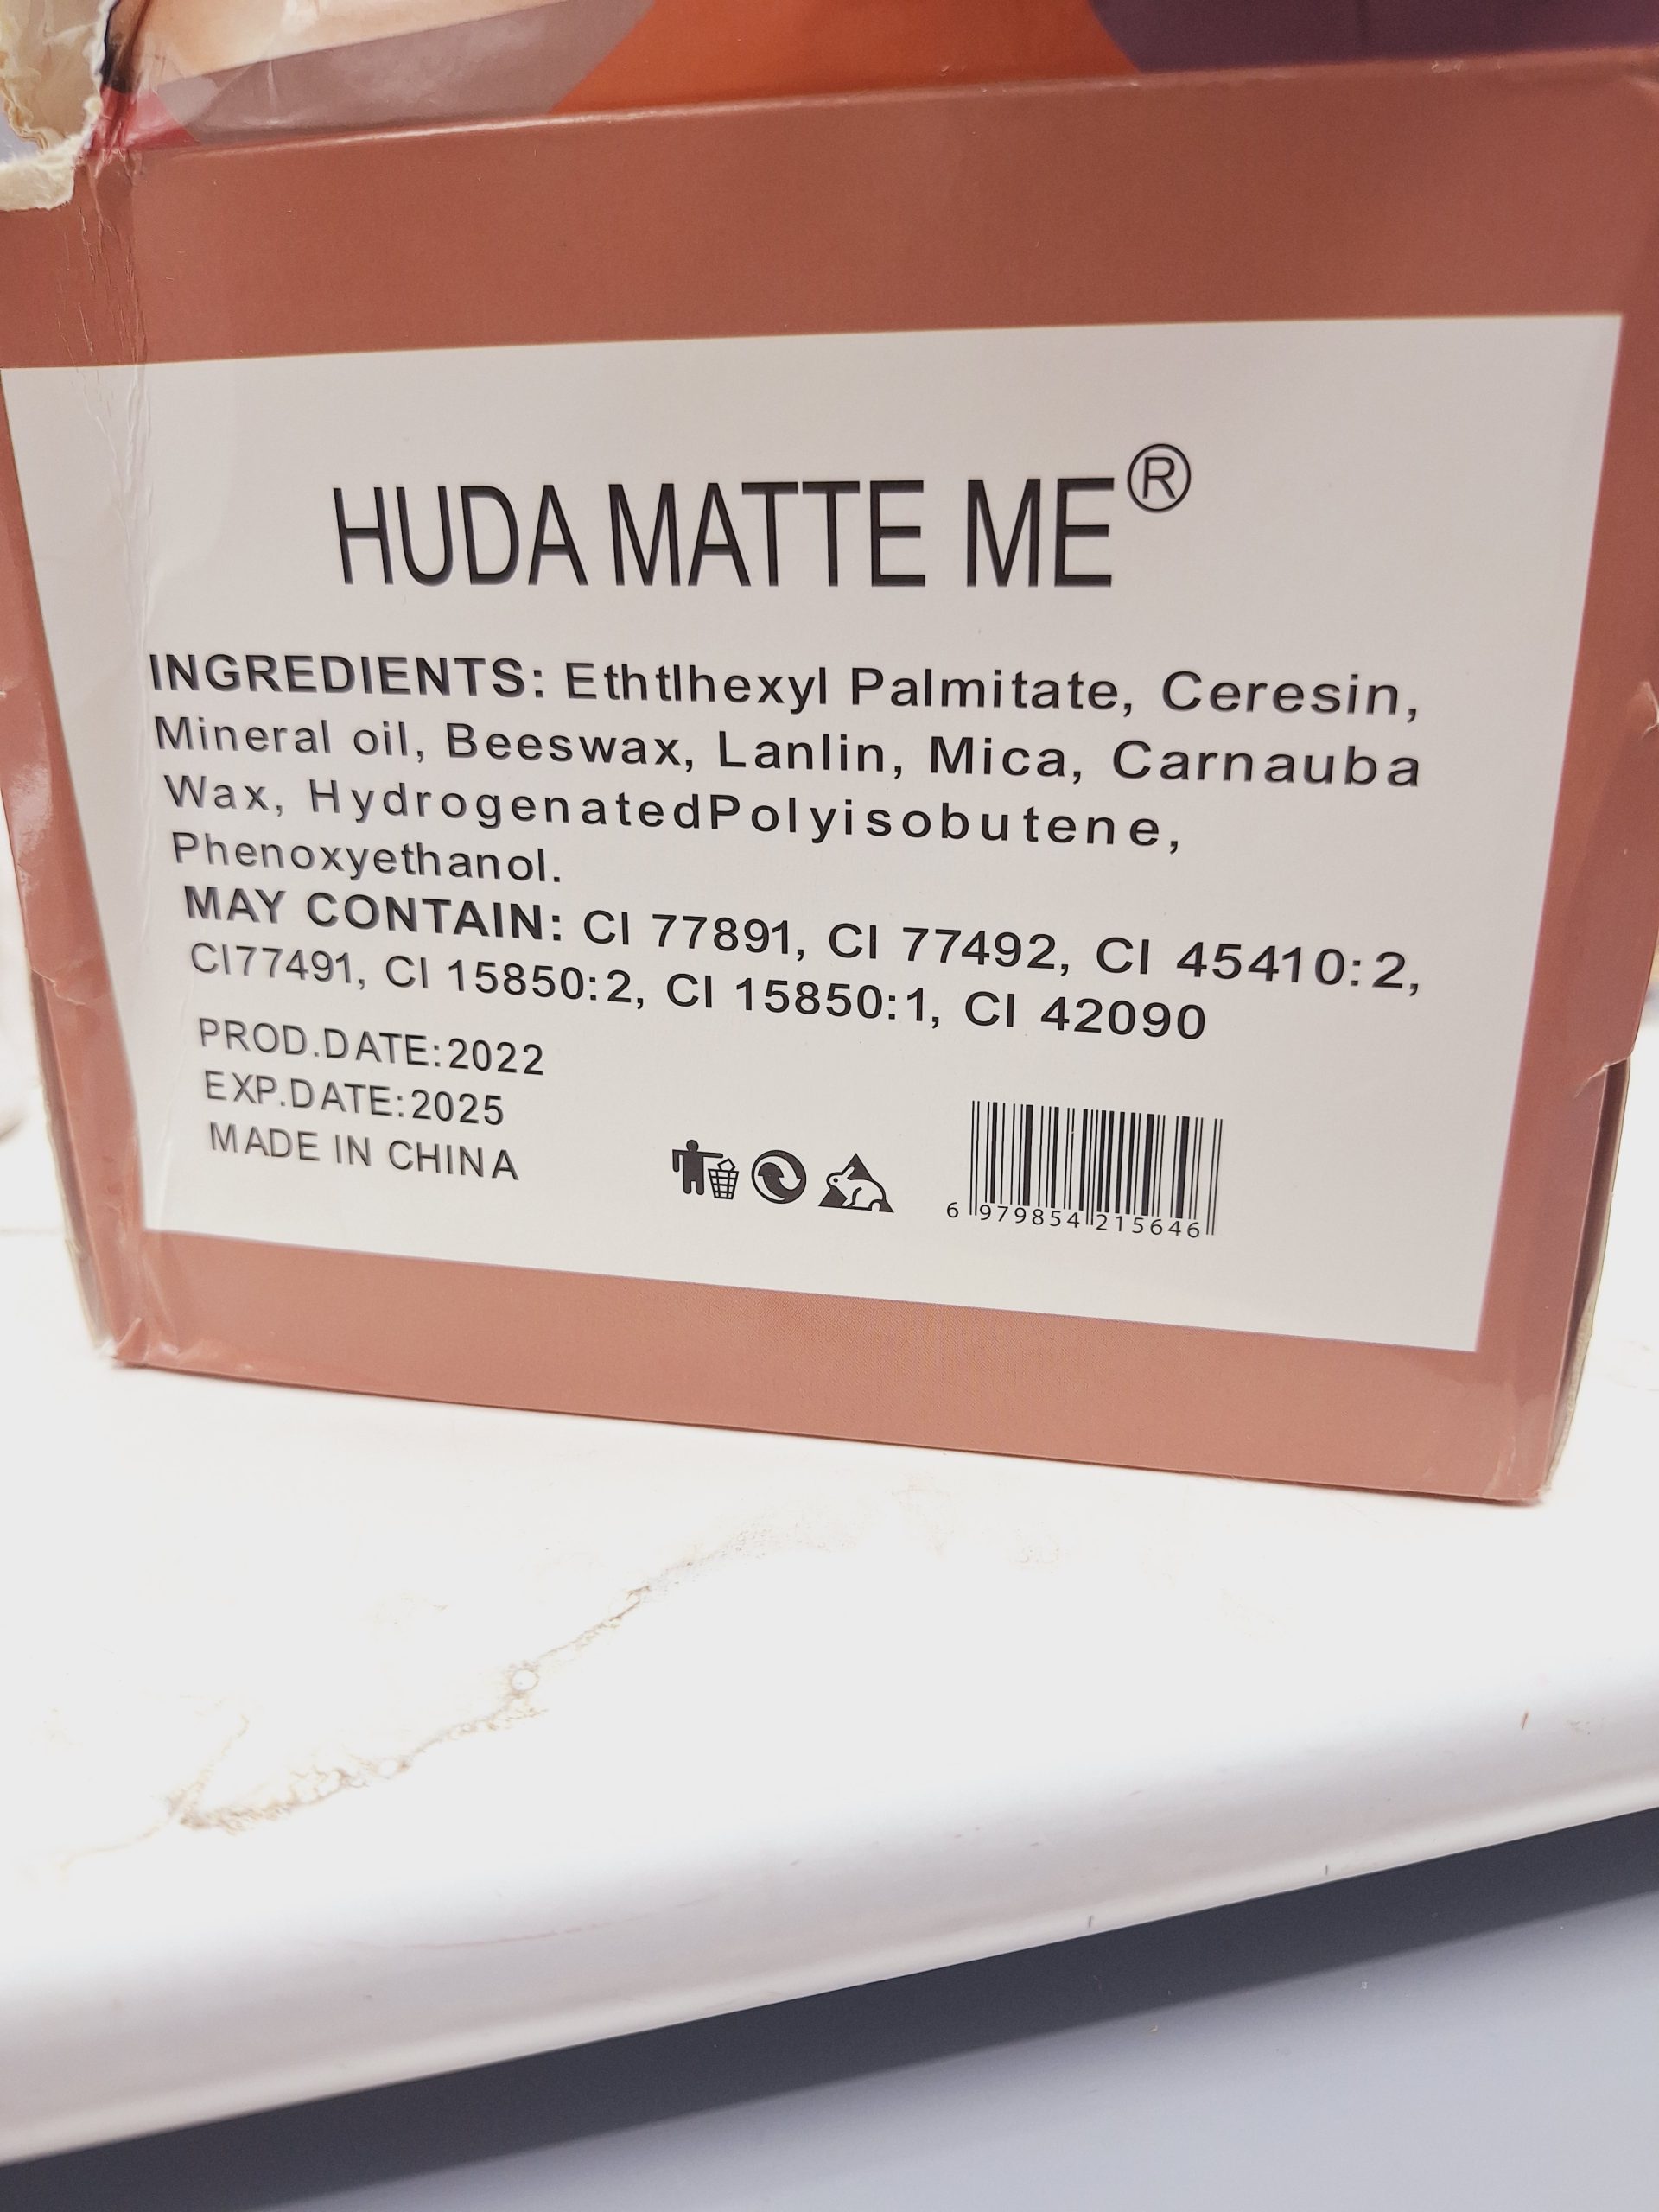 HUDA MATTE ME®
INGREDIENTS: Ethtlhexyl Palmitate, Ceresin,
Mineral oil, Beeswax, Lanlin, Mica, Carnauba
Wax, HydrogenatedPolyisobutene,
Phenoxyethanol.
MAY CONTAIN: CI 77891, CI 77492, CI 45410:2,
CI77491, CI 15850:2, CI 15850:1, CI 42090
PROD.DATE:2022
EXP.DATE:2025
MADE IN CHINA
6 979854 215646